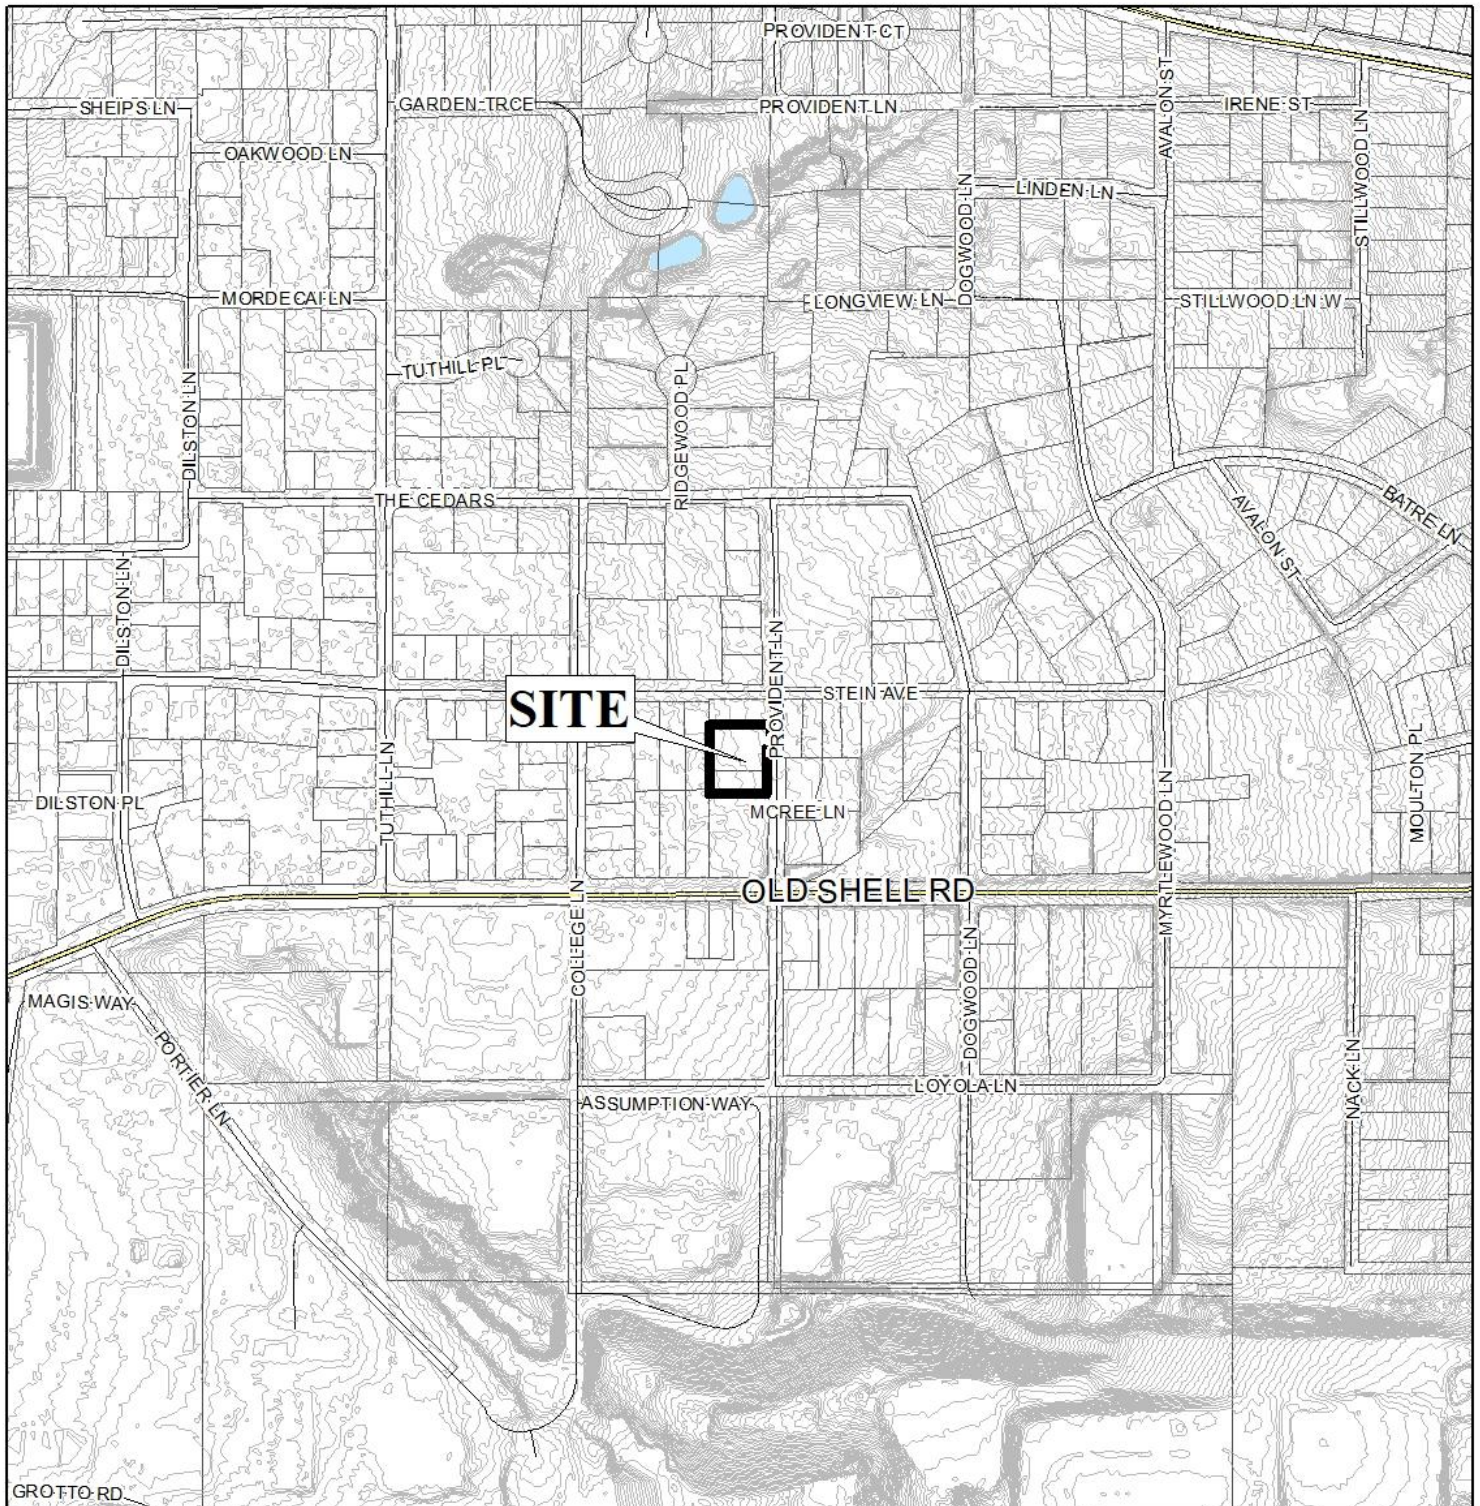 PROVIDENT CT
SHEIPS LN
GARDEN TRCE
PROVIDENT LN
AVALON ST
IRENE ST
STILLWOOD LN
OAKWOOD LN
DOGWOOD LN
LINDEN LN
MORDECAI LN
LONGVIEW LN
STILLWOOD LN W
TUTHILL PL
DILSTON LN
RIDGEWOOD PL
THE CEDARS
BATRE LN
AVALON ST
DILSTON LN
PROVIDENT LN
STEIN AVE
SITE
TUTHILL LN
MYRTLEWOOD LN
MOULTON PL
DILSTON PL
MCREE LN
OLD SHELL RD
COLLEGE LN
DOGWOOD LN
MAGIS WAY
PORTIER LN
NACK LN
LOYOLA LN
ASSUMPTION WAY
GROTTO RD